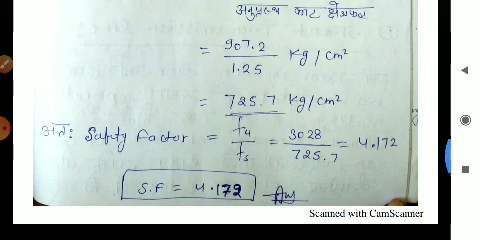 अनुप्रस्थ काट क्षेत्रफल
= 907.2 / 1.25 kg/cm²
= 725.7 kg/cm²
अतः Safety factor = f4 / fs = 3028 / 725.7 = 4.172
S.F = 4.172 Ans
Scanned with CamScanner